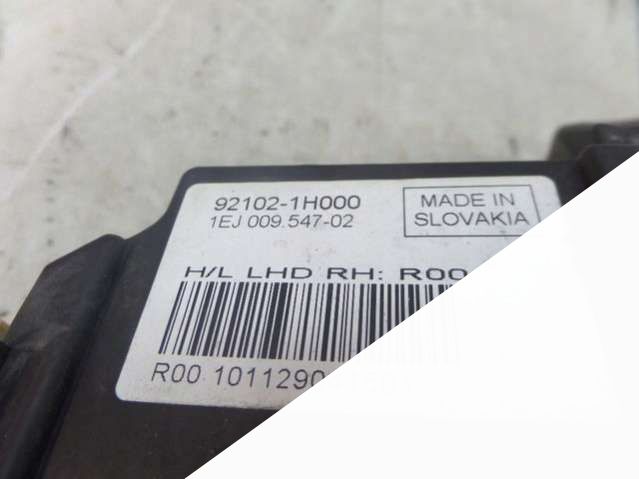 92102-1H000
1EJ 009.547-02
MADE IN
SLOVAKIA
H/L LHD RH: R00
R00 1011290